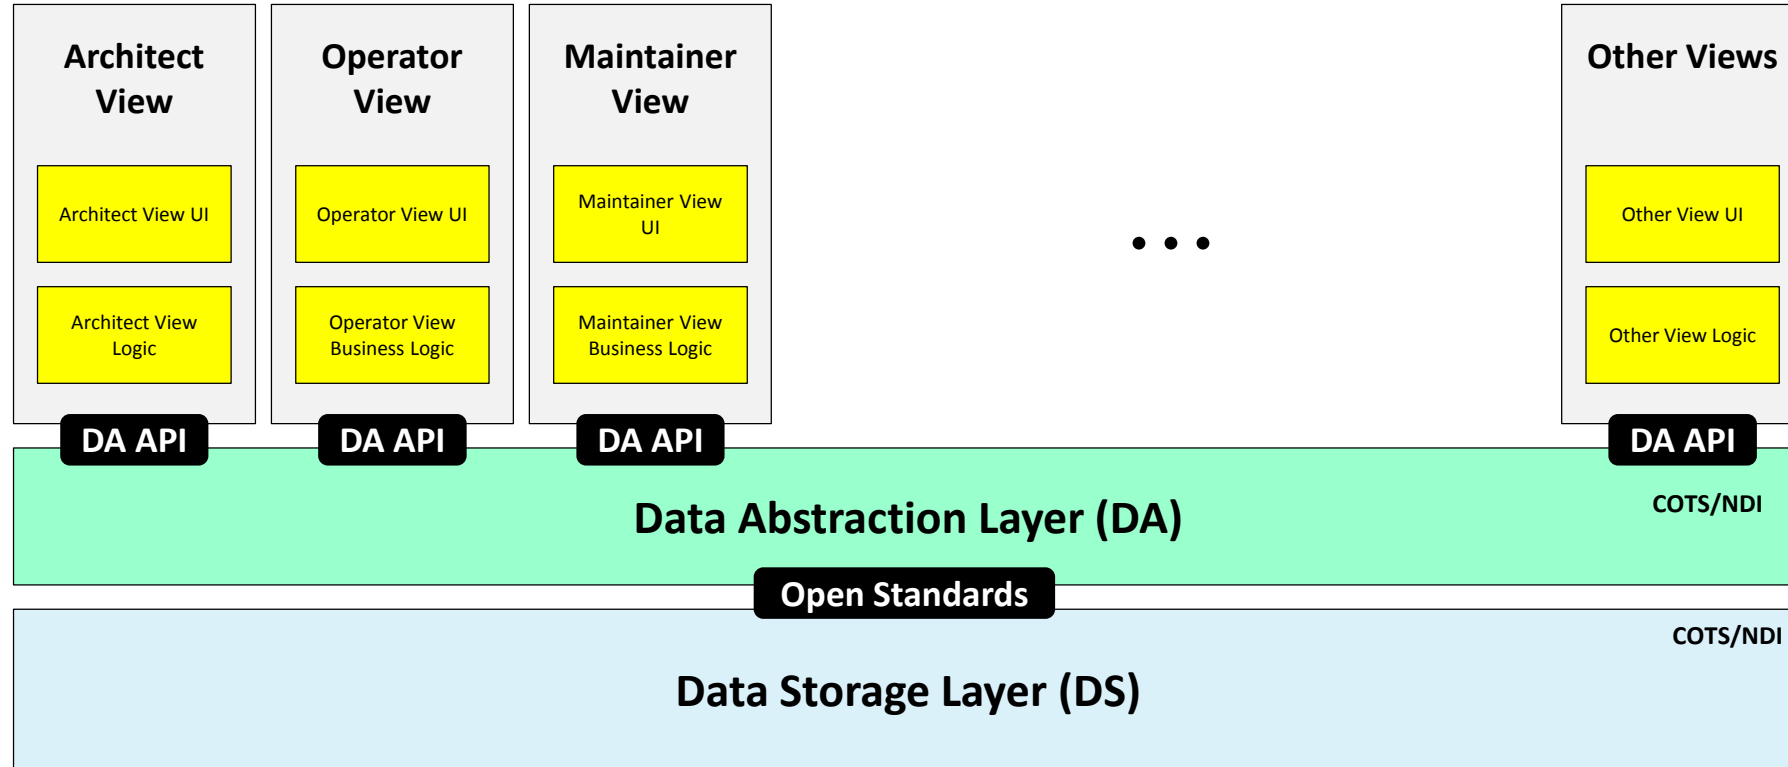 Architect
View
Architect View UI
Architect View
Logic
DA API
Operator
View
Operator View UI
Operator View
Business Logic
DA API
Maintainer
View
Maintainer View
UI
Maintainer View
Business Logic
DA API
• • •
Other Views
Other View UI
Other View Logic
DA API
Data Abstraction Layer (DA)
COTS/NDI
Open Standards
COTS/NDI
Data Storage Layer (DS)